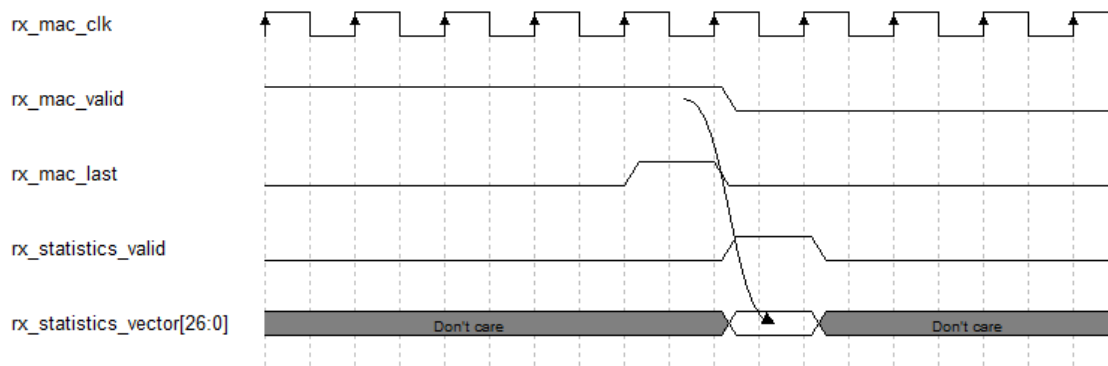 rx_mac_clk
rx_mac_valid
rx_mac_last
rx_statistics_valid
rx_statistics_vector[26:0]
Don't care
Don't care